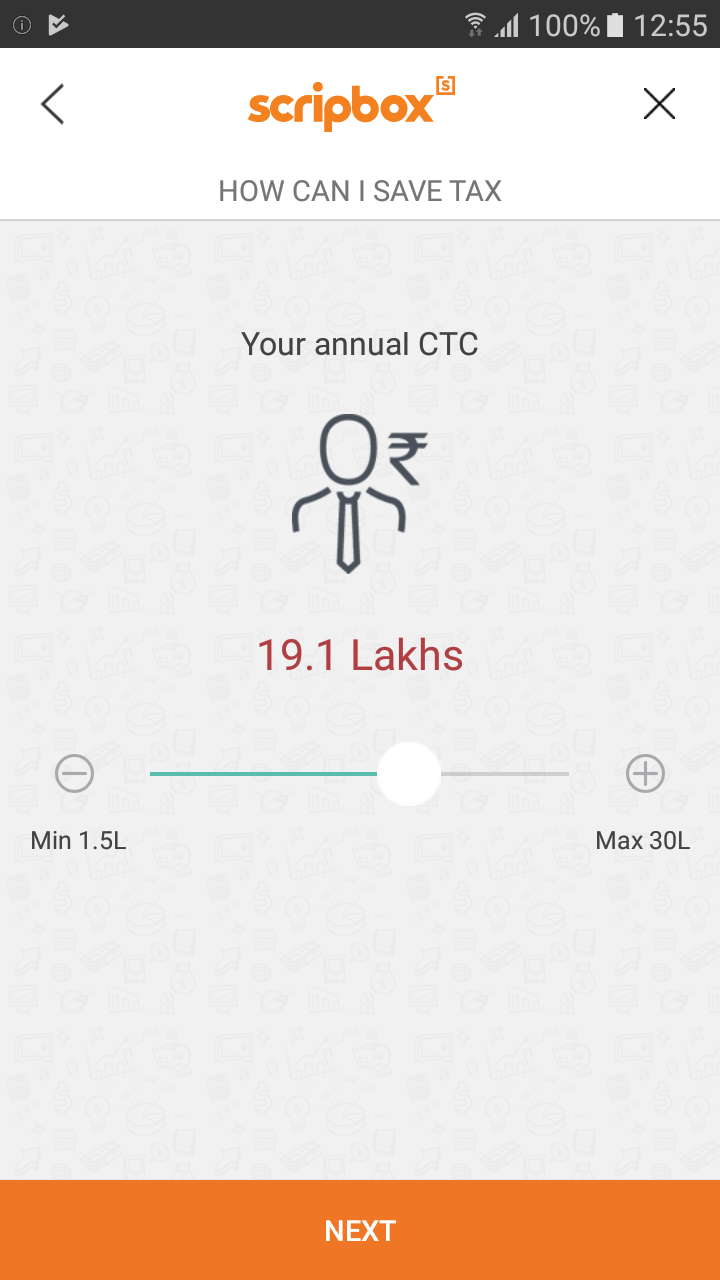 100% 12:55
scripbox [s]
HOW CAN I SAVE TAX
Your annual CTC
₹
19.1 Lakhs
Min 1.5L Max 30L
NEXT